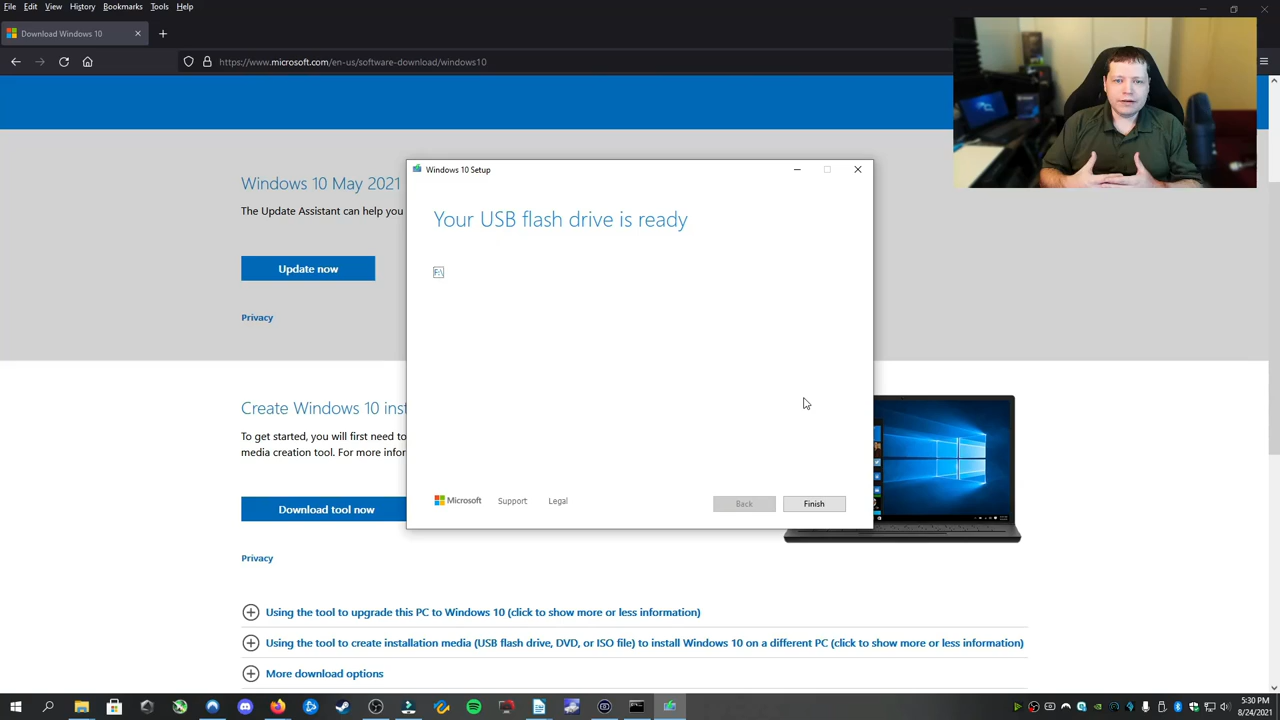 File Edit View History Bookmarks Tools Help
Download Windows 10
https://www.microsoft.com/en-us/software-download/windows10
Windows 10 May 2021
The Update Assistant can help you
Update now
Privacy
Windows 10 Setup
Your USB flash drive is ready
F:\
Microsoft Support Legal
Back Finish
Create Windows 10 inst
To get started, you will first need to
media creation tool. For more infor
Download tool now
Privacy
Using the tool to upgrade this PC to Windows 10 (click to show more or less information)
Using the tool to create installation media (USB flash drive, DVD, or ISO file) to install Windows 10 on a different PC (click to show more or less information)
More download options
5:30 PM
8/24/2021